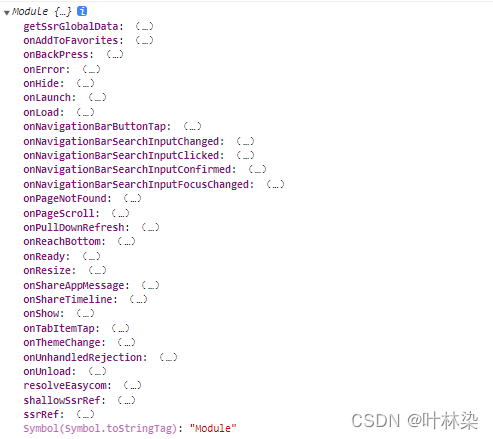 Module {…} i
getSsrGlobalData: (…)
onAddToFavorites: (…)
onBackPress: (…)
onError: (…)
onHide: (…)
onLaunch: (…)
onLoad: (…)
onNavigationBarButtonTap: (…)
onNavigationBarSearchInputChanged: (…)
onNavigationBarSearchInputClicked: (…)
onNavigationBarSearchInputConfirmed: (…)
onNavigationBarSearchInputFocusChanged: (…)
onPageNotFound: (…)
onPageScroll: (…)
onPullDownRefresh: (…)
onReachBottom: (…)
onReady: (…)
onResize: (…)
onShareAppMessage: (…)
onShareTimeline: (…)
onShow: (…)
onTabItemTap: (…)
onThemeChange: (…)
onUnhandledRejection: (…)
onUnload: (…)
resolveEasycom: (…)
shallowSsrRef: (…)
ssrRef: (…)
Symbol(Symbol.toStringTag): "Module"
CSDN @叶林染